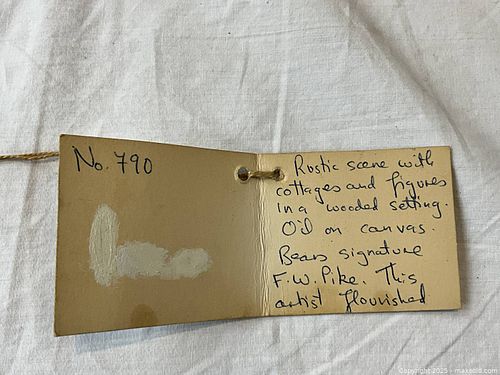 No. 790
Rustic scene with
cottages and figures
in a wooded setting.
Oil on canvas.
Bears signature
F.W. Pike. This
artist flourished
Copyright 2025 - maxsold.com